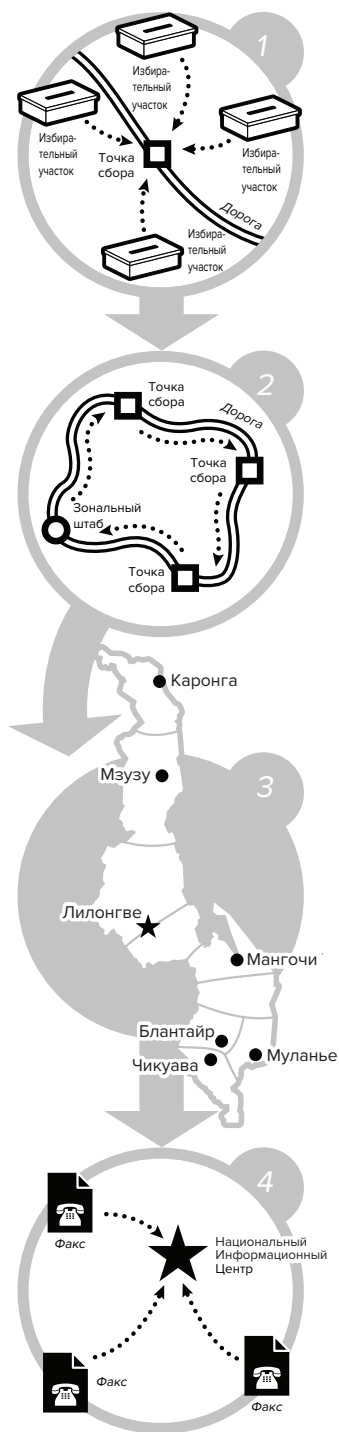 1
Избира-
тельный
участок
Избира-
тельный
участок
Точка
сбора
Избира-
тельный
участок
Дорога
Избира-
тельный
участок
2
Точка
сбора
Дорога
Точка
сбора
Зональный
штаб
Точка
сбора
Каронга
Мзузу
3
Лилонгве
Мангочи
Блантайр
Чикуава
Муланье
4
Факс
Национальный
Информационный
Центр
Факс
Факс